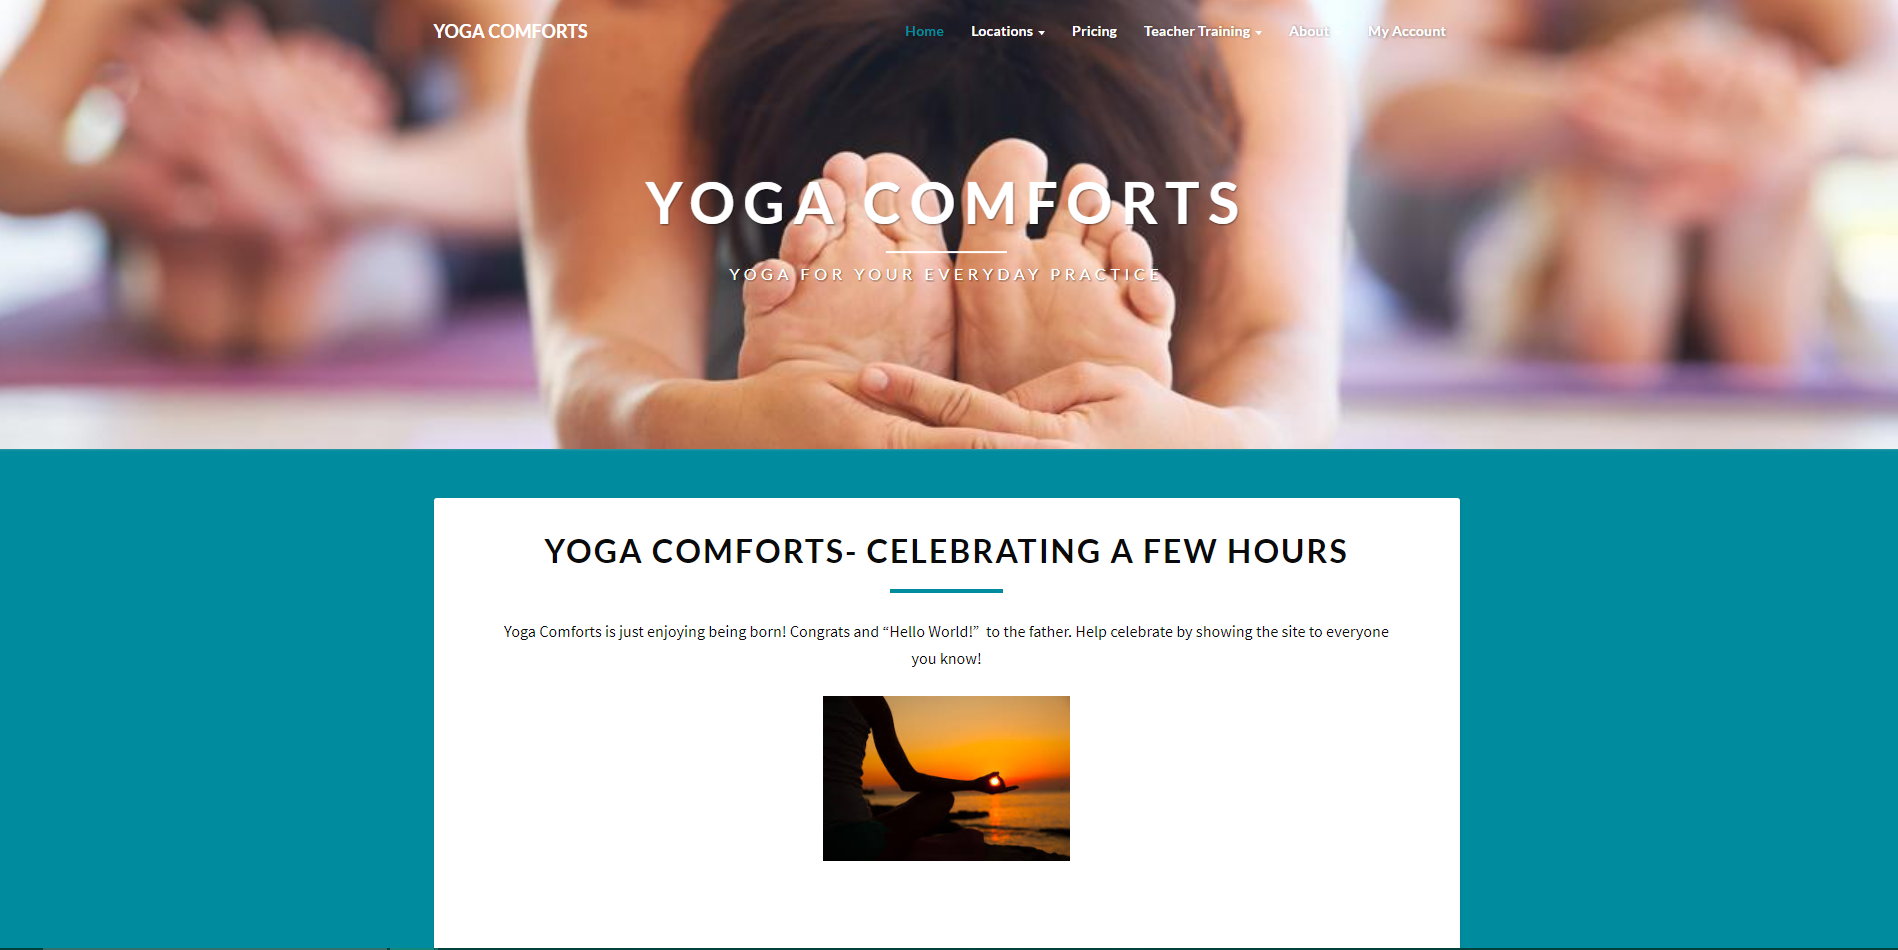 YOGA COMFORTS
Home Locations Pricing Teacher Training About My Account
YOGA COMFORTS
YOGA FOR YOUR EVERYDAY PRACTICE
YOGA COMFORTS- CELEBRATING A FEW HOURS
Yoga Comforts is just enjoying being born! Congrats and “Hello World!” to the father. Help celebrate by showing the site to everyone
you know!